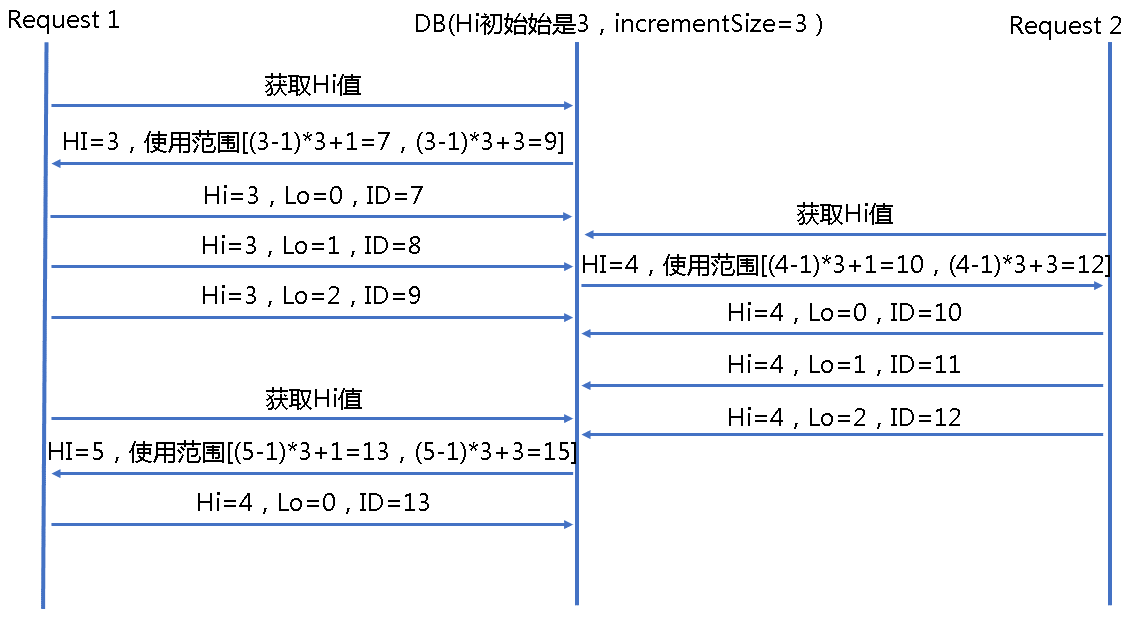 Request 1
DB(Hi初始始是3，incrementSize=3 )
Request 2
获取Hi值
HI=3，使用范围[(3-1)*3+1=7，(3-1)*3+3=9]
Hi=3，Lo=0，ID=7
获取Hi值
Hi=3，Lo=1，ID=8
HI=4，使用范围[(4-1)*3+1=10，(4-1)*3+3=12]
Hi=3，Lo=2，ID=9
Hi=4，Lo=0，ID=10
Hi=4，Lo=1，ID=11
获取Hi值
Hi=4，Lo=2，ID=12
HI=5，使用范围[(5-1)*3+1=13，(5-1)*3+3=15]
Hi=4，Lo=0，ID=13